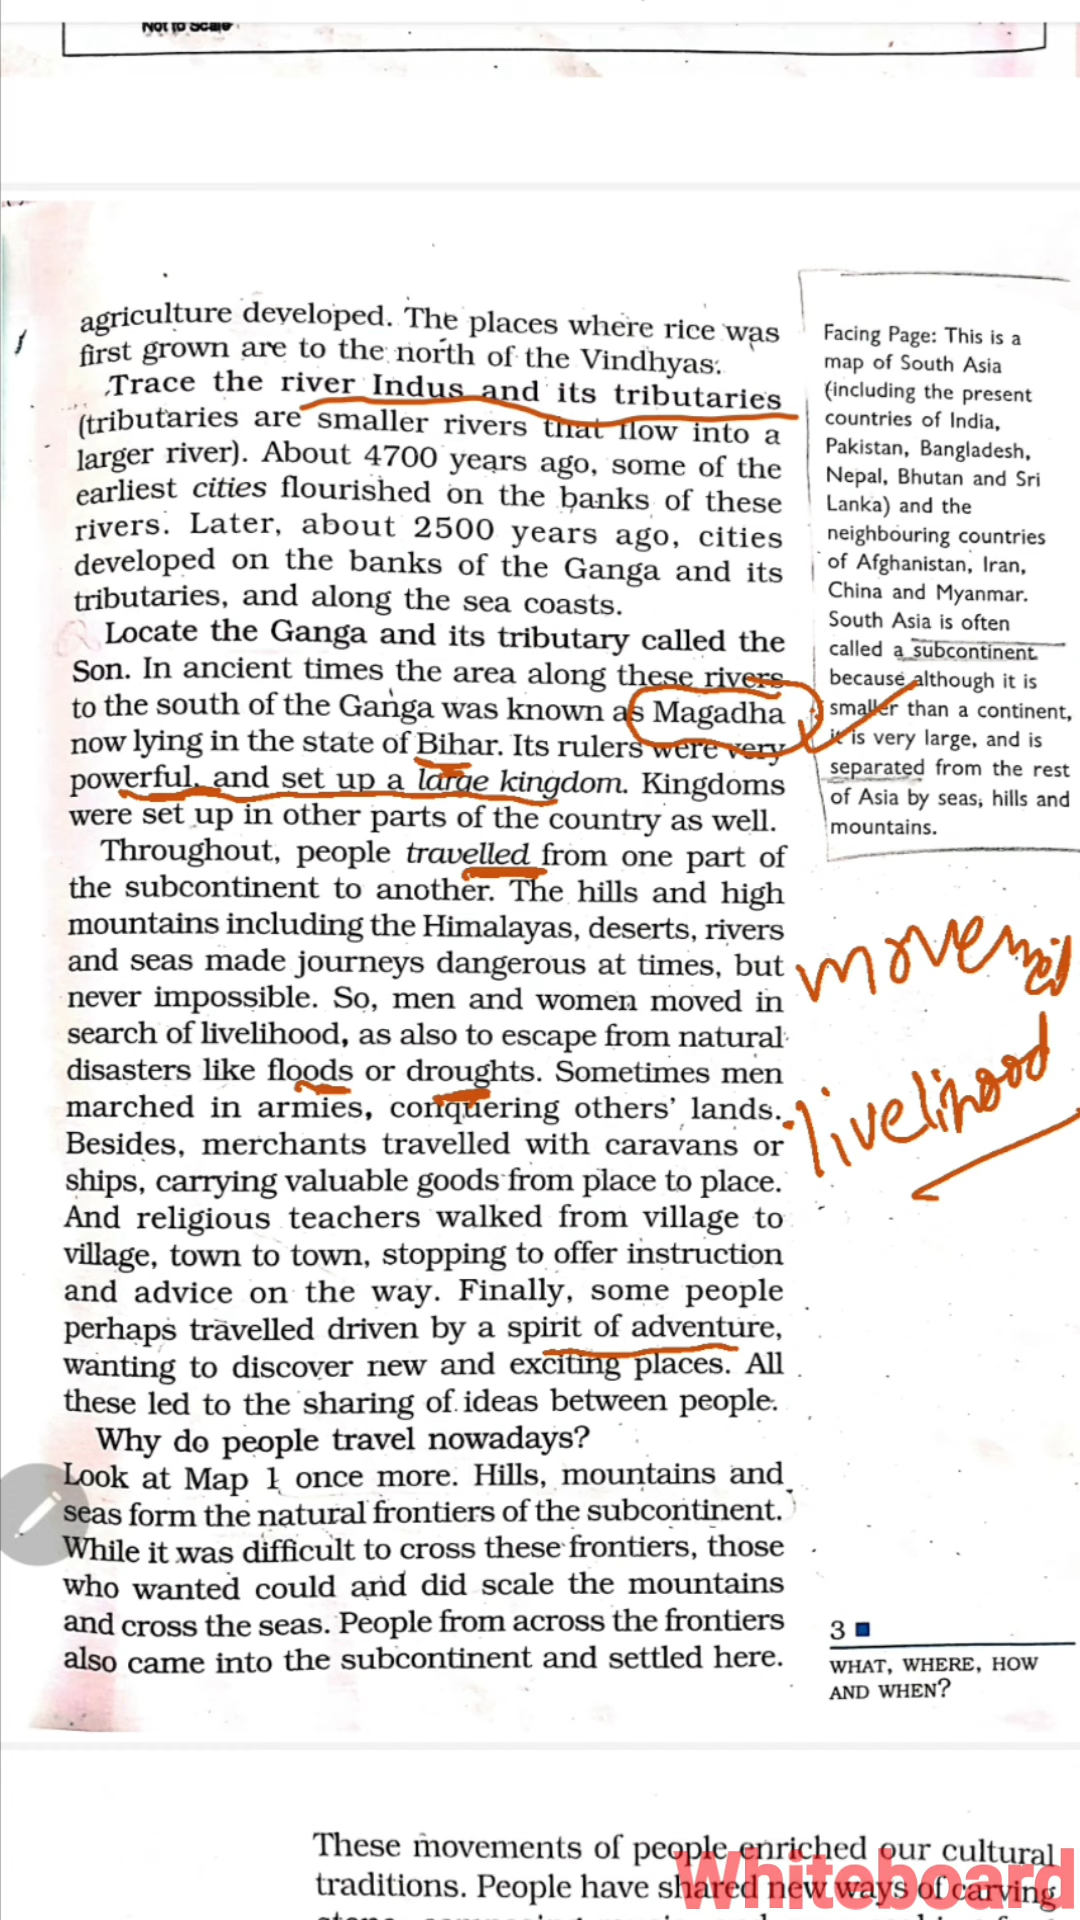 Not to Scale
agriculture developed. The places where rice was
first grown are to the north of the Vindhyas.
Trace the river Indus and its tributaries
(tributaries are smaller rivers that flow into a
larger river). About 4700 years ago, some of the
earliest cities flourished on the banks of these
rivers. Later, about 2500 years ago, cities
developed on the banks of the Ganga and its
tributaries, and along the sea coasts.
Locate the Ganga and its tributary called the
Son. In ancient times the area along these rivers
to the south of the Ganga was known as Magadha
now lying in the state of Bihar. Its rulers were very
powerful, and set up a large kingdom. Kingdoms
were set up in other parts of the country as well.
Throughout, people travelled from one part of
the subcontinent to another. The hills and high
mountains including the Himalayas, deserts, rivers
and seas made journeys dangerous at times, but
never impossible. So, men and women moved in
search of livelihood, as also to escape from natural
disasters like floods or droughts. Sometimes men
marched in armies, conquering others' lands.
Besides, merchants travelled with caravans or
ships, carrying valuable goods from place to place.
And religious teachers walked from village to
village, town to town, stopping to offer instruction
and advice on the way. Finally, some people
perhaps travelled driven by a spirit of adventure,
wanting to discover new and exciting places. All
these led to the sharing of ideas between people.
Why do people travel nowadays?
Look at Map 1 once more. Hills, mountains and
seas form the natural frontiers of the subcontinent.
While it was difficult to cross these frontiers, those
who wanted could and did scale the mountains
and cross the seas. People from across the frontiers
also came into the subcontinent and settled here.
Facing Page: This is a
map of South Asia
(including the present
countries of India,
Pakistan, Bangladesh,
Nepal, Bhutan and Sri
Lanka) and the
neighbouring countries
of Afghanistan, Iran,
China and Myanmar.
South Asia is often
called a subcontinent
because although it is
smaller than a continent,
it is very large, and is
separated from the rest
of Asia by seas, hills and
mountains.
livelihood
3
WHAT, WHERE, HOW
AND WHEN?
These movements of people enriched our cultural
traditions. People have shared new ways of carving
Whiteboard